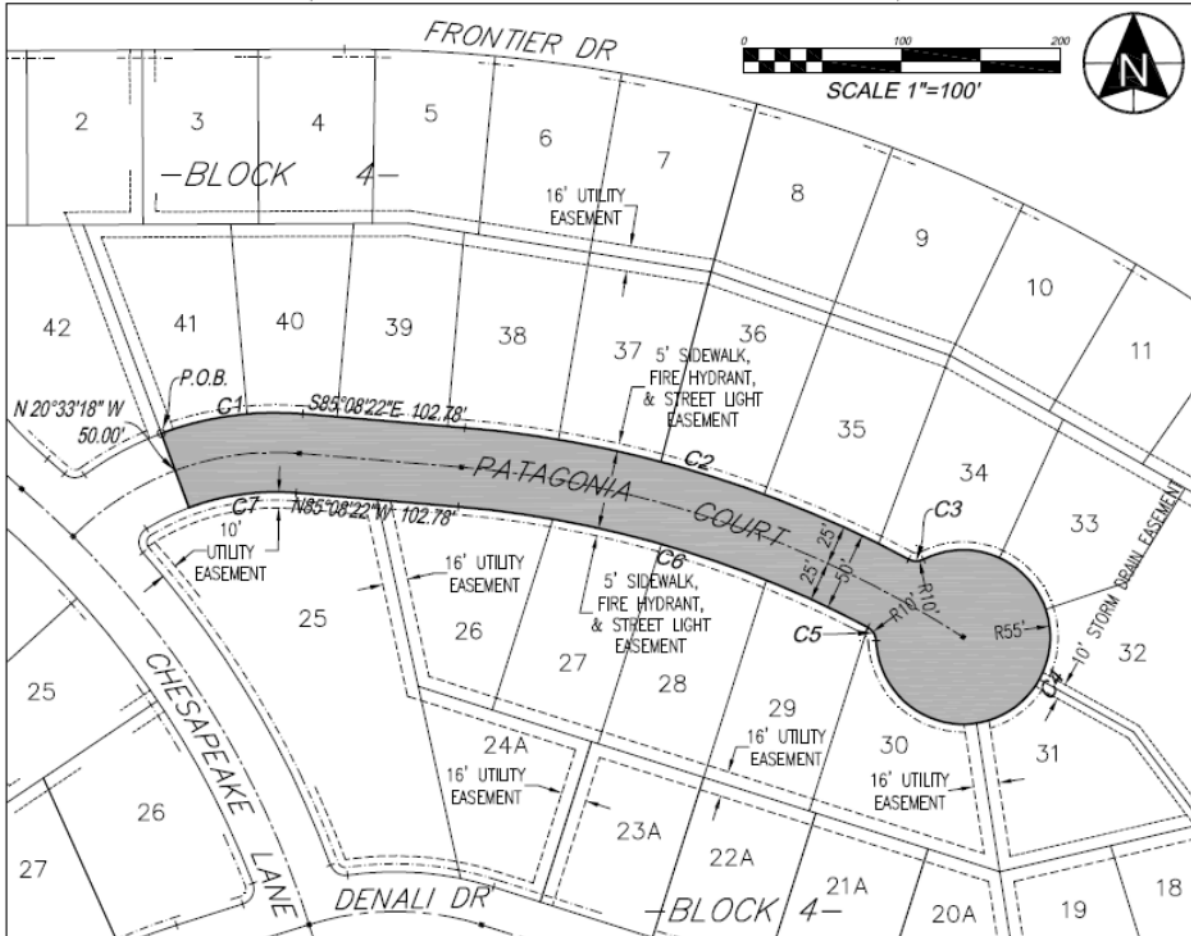 FRONTIER DR
0 100 200
SCALE 1"=100'
N
2
3
4
5
6
7
8
9
10
11
-BLOCK 4-
16' UTILITY
EASEMENT
42
41
40
39
38
37
36
35
34
33
32
P.O.B.
N 20°33'18" W
50.00'
C1
S85°08'22"E 102.78'
5' SIDEWALK,
FIRE HYDRANT,
& STREET LIGHT
EASEMENT
C2
PATAGONIA COURT
C3
25'
25'
50'
R10'
R10'
R55'
10' STORM DRAIN EASEMENT
C4
C5
C6
C7
N85°08'22"W 102.78'
10'
UTILITY
EASEMENT
16' UTILITY
EASEMENT
5' SIDEWALK,
FIRE HYDRANT,
& STREET LIGHT
EASEMENT
25
26
27
28
29
30
31
16' UTILITY
EASEMENT
16' UTILITY
EASEMENT
16' UTILITY
EASEMENT
24A
23A
22A
21A
20A
19
18
25
26
27
CHESAPEAKE LANE
DENALI DR
-BLOCK 4-